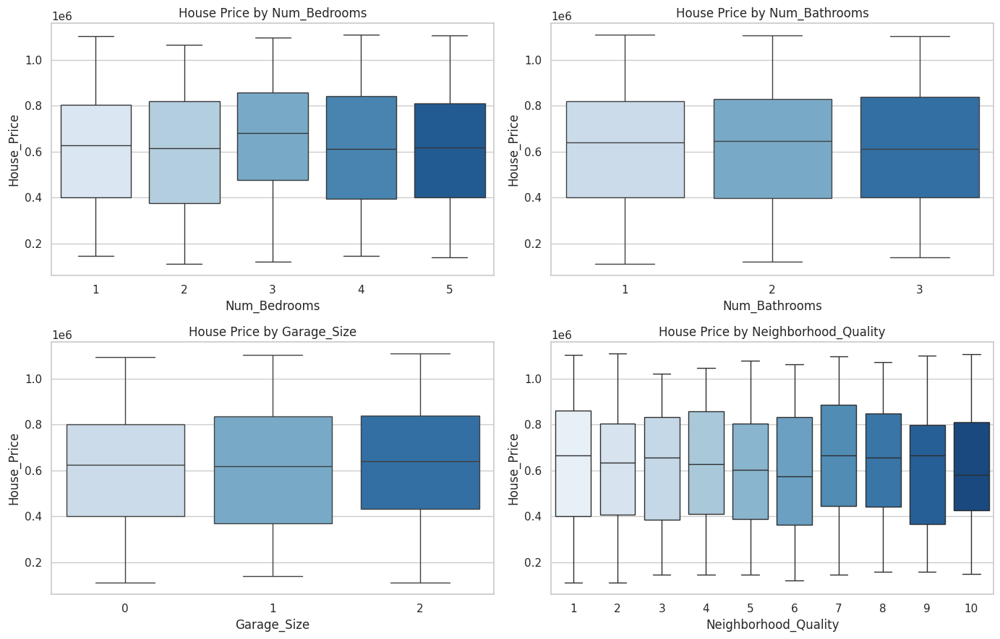 House Price by Num_Bedrooms
1e6
1.0
0.8
0.6
0.4
0.2
House_Price
1 2 3 4 5
Num_Bedrooms
House Price by Num_Bathrooms
1e6
1.0
0.8
0.6
0.4
0.2
House_Price
1 2 3
Num_Bathrooms
House Price by Garage_Size
1e6
1.0
0.8
0.6
0.4
0.2
House_Price
0 1 2
Garage_Size
House Price by Neighborhood_Quality
1e6
1.0
0.8
0.6
0.4
0.2
House_Price
1 2 3 4 5 6 7 8 9 10
Neighborhood_Quality